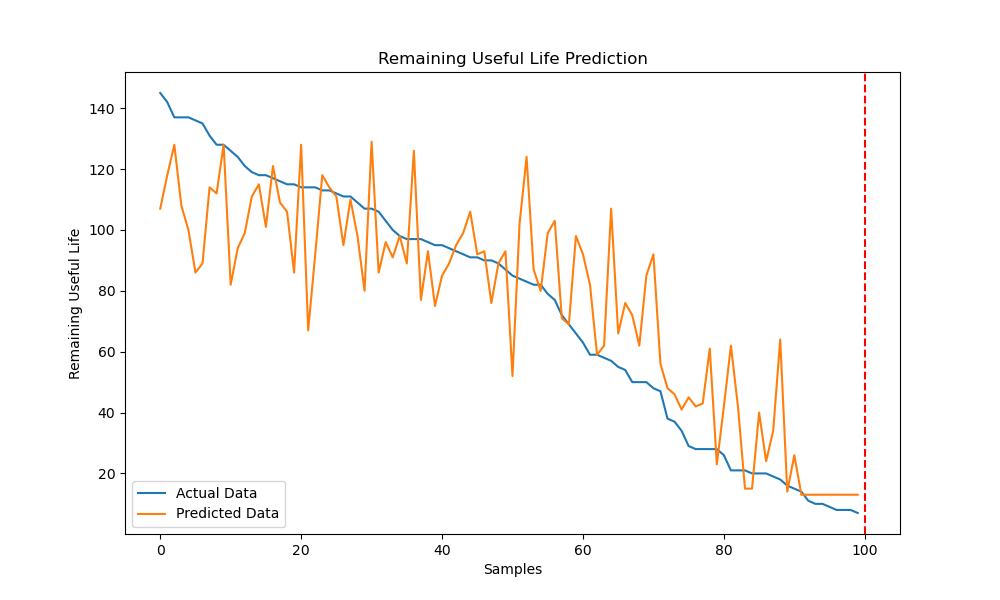 Remaining Useful Life Prediction
Remaining Useful Life
140
120
100
80
60
40
20
Actual Data
Predicted Data
0 20 40 60 80 100
Samples